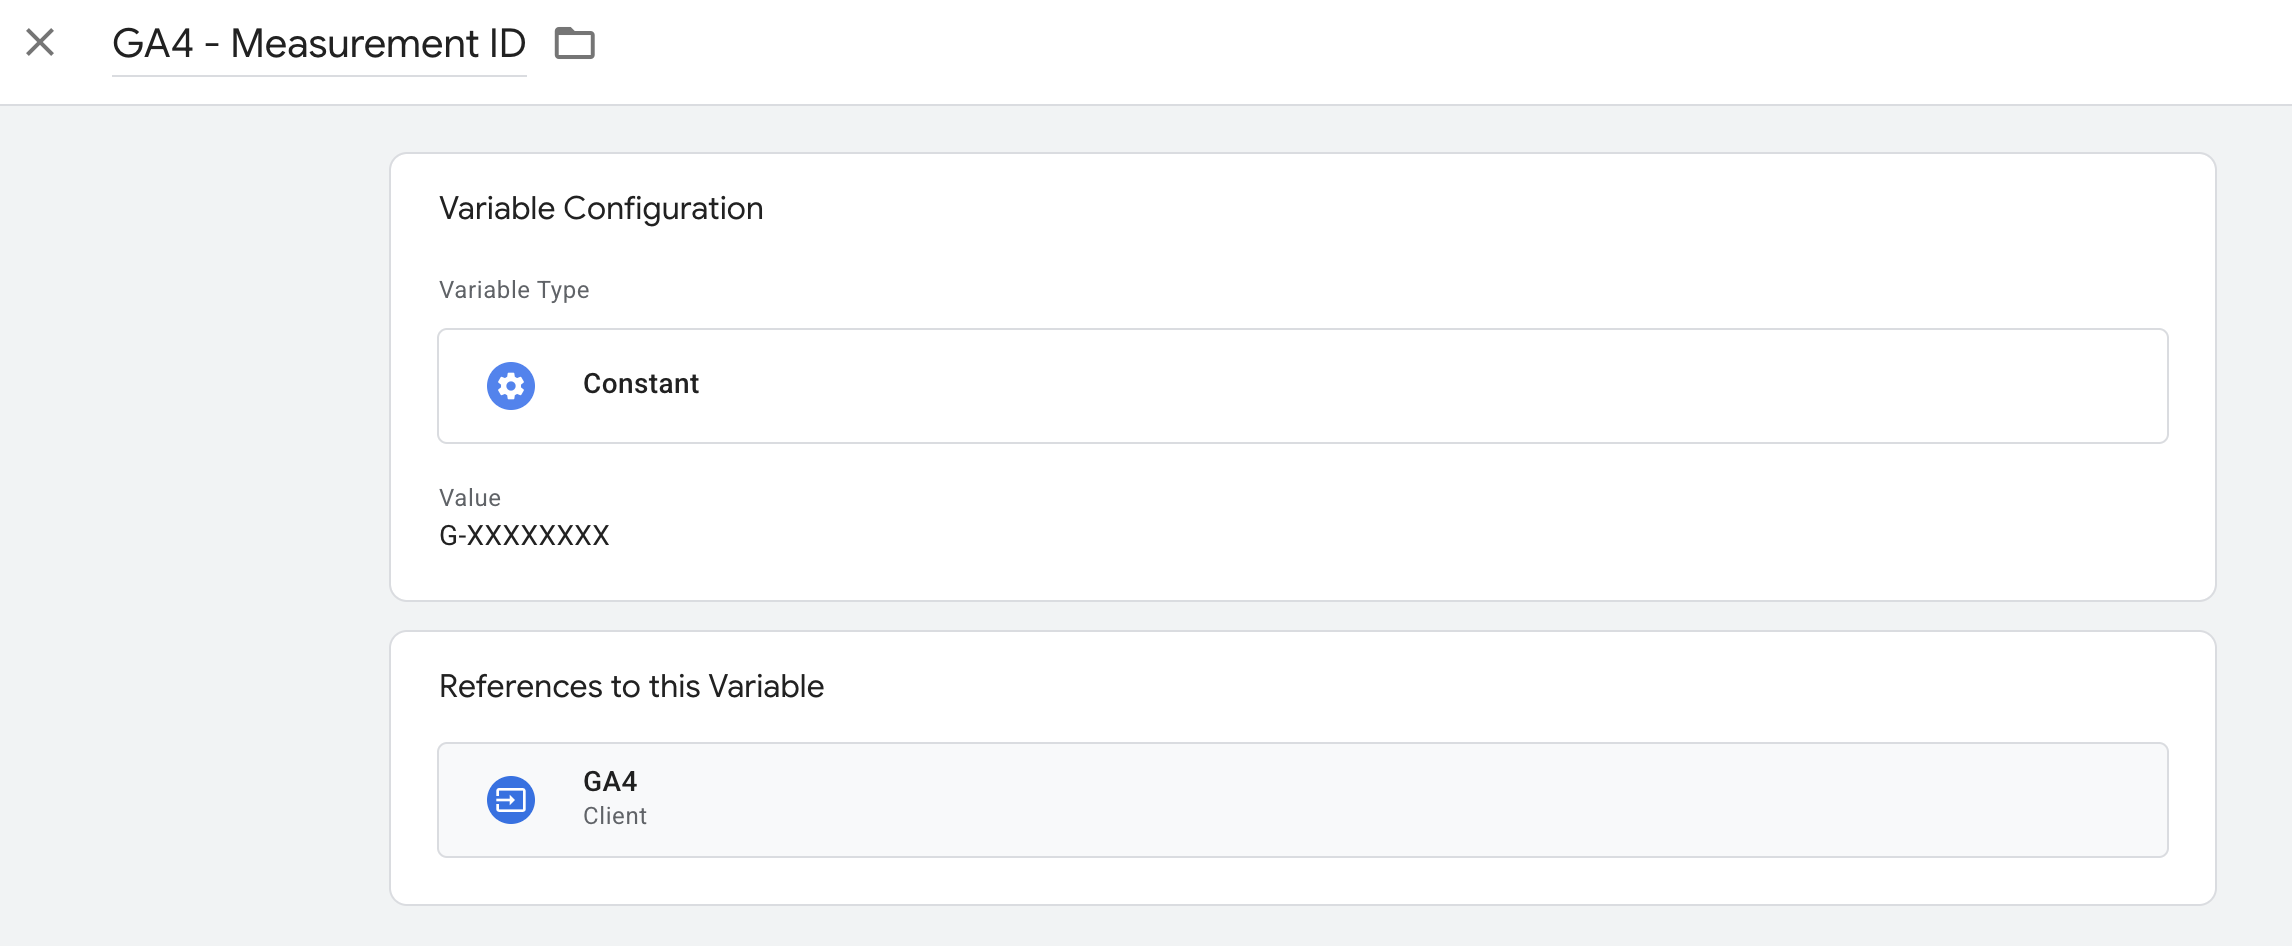 GA4 - Measurement ID
Variable Configuration
Variable Type
Constant
Value
G-XXXXXXXX
References to this Variable
GA4
Client